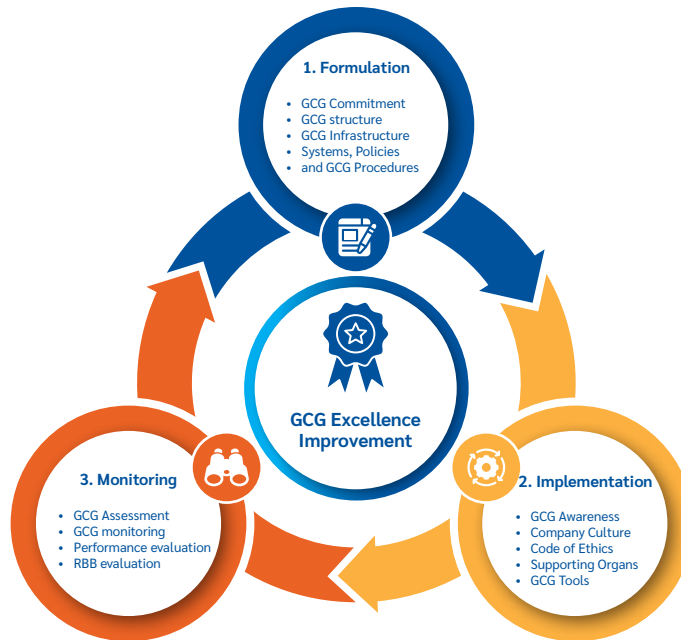 1. Formulation
• GCG Commitment
• GCG structure
• GCG Infrastructure
• Systems, Policies
• and GCG Procedures
GCG Excellence
Improvement
3. Monitoring
• GCG Assessment
• GCG monitoring
• Performance evaluation
• RBB evaluation
2. Implementation
• GCG Awareness
• Company Culture
• Code of Ethics
• Supporting Organs
• GCG Tools